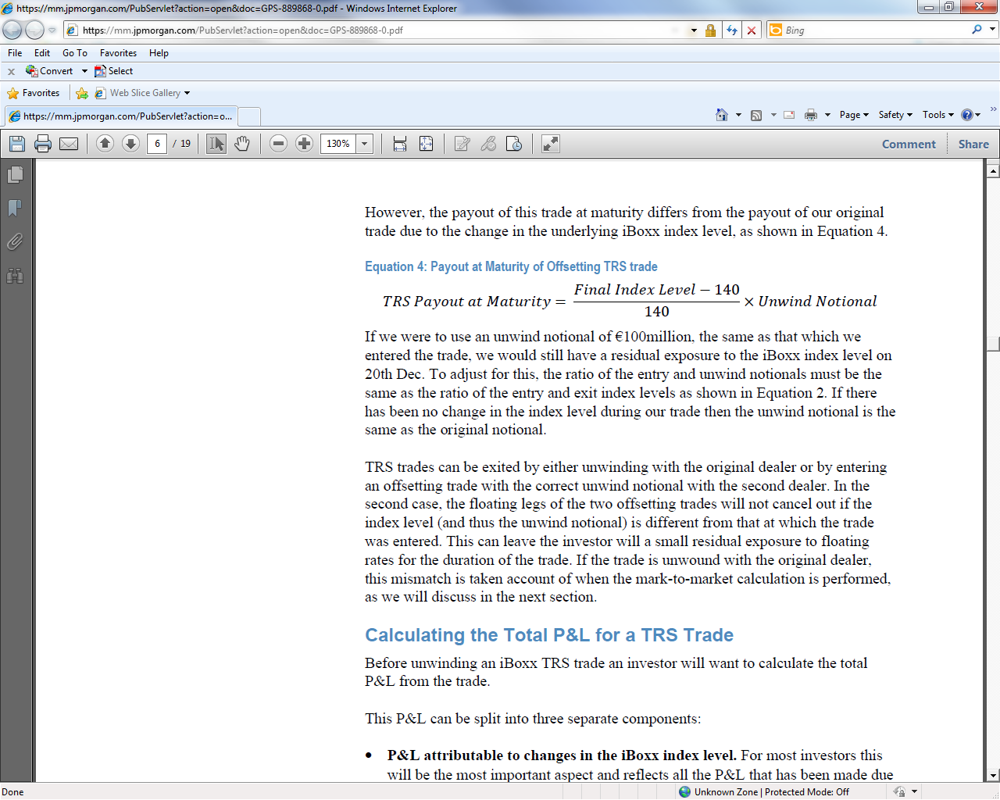 https://mm.jpmorgan.com/PubServlet?action=open&doc=GPS-889868-0.pdf - Windows Internet Explorer
https://mm.jpmorgan.com/PubServlet?action=open&doc=GPS-889868-0.pdf
Bing
File Edit Go To Favorites Help
x Convert Select
Favorites Web Slice Gallery
https://mm.jpmorgan.com/PubServlet?action=o... Page Safety Tools »
6 / 19 130% Comment Share
However, the payout of this trade at maturity differs from the payout of our original
trade due to the change in the underlying iBoxx index level, as shown in Equation 4.
Equation 4: Payout at Maturity of Offsetting TRS trade
Final Index Level − 140
TRS Payout at Maturity = × Unwind Notional
140
If we were to use an unwind notional of €100million, the same as that which we
entered the trade, we would still have a residual exposure to the iBoxx index level on
20th Dec. To adjust for this, the ratio of the entry and unwind notionals must be the
same as the ratio of the entry and exit index levels as shown in Equation 2. If there
has been no change in the index level during our trade then the unwind notional is the
same as the original notional.
TRS trades can be exited by either unwinding with the original dealer or by entering
an offsetting trade with the correct unwind notional with the second dealer. In the
second case, the floating legs of the two offsetting trades will not cancel out if the
index level (and thus the unwind notional) is different from that at which the trade
was entered. This can leave the investor will a small residual exposure to floating
rates for the duration of the trade. If the trade is unwound with the original dealer,
this mismatch is taken account of when the mark-to-market calculation is performed,
as we will discuss in the next section.
Calculating the Total P&L for a TRS Trade
Before unwinding an iBoxx TRS trade an investor will want to calculate the total
P&L from the trade.
This P&L can be split into three separate components:
• P&L attributable to changes in the iBoxx index level. For most investors this
will be the most important aspect and reflects all the P&L that has been made due
Done Unknown Zone | Protected Mode: Off